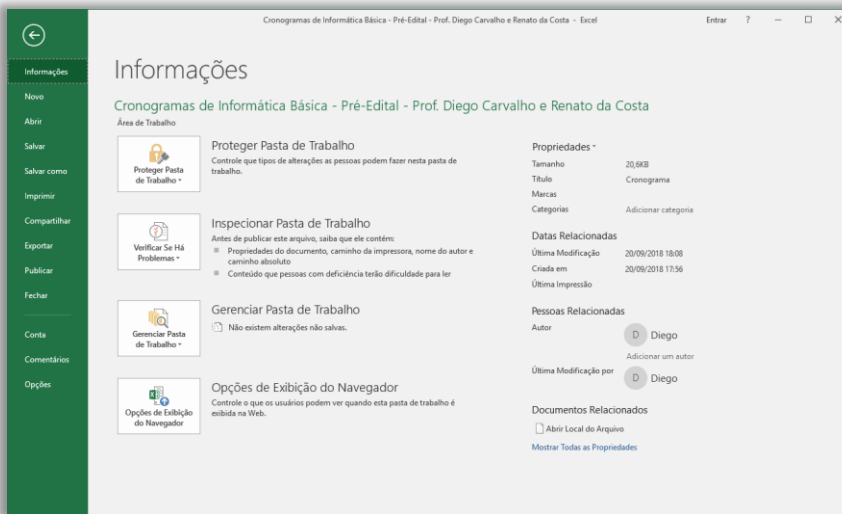 Cronogramas de Informática Básica - Pré-Edital - Prof. Diego Carvalho e Renato da Costa - Excel
Entrar ?
Informações
Novo
Abrir
Salvar
Salvar como
Imprimir
Compartilhar
Exportar
Publicar
Fechar
Conta
Comentários
Opções
Informações
Cronogramas de Informática Básica - Pré-Edital - Prof. Diego Carvalho e Renato da Costa
Área de Trabalho
Proteger Pasta
de Trabalho
Proteger Pasta de Trabalho
Controle que tipos de alterações as pessoas podem fazer nesta pasta de
trabalho.
Verificar Se Há
Problemas
Inspecionar Pasta de Trabalho
Antes de publicar este arquivo, saiba que ele contém:
Propriedades do documento, caminho da impressora, nome do autor e
caminho absoluto
Conteúdo que pessoas com deficiência terão dificuldade para ler
Gerenciar Pasta
de Trabalho
Gerenciar Pasta de Trabalho
Não existem alterações não salvas.
Opções de Exibição
do Navegador
Opções de Exibição do Navegador
Controle o que os usuários podem ver quando esta pasta de trabalho é
exibida na Web.
Propriedades
Tamanho 20,6KB
Título Cronograma
Marcas
Categorias Adicionar categoria
Datas Relacionadas
Última Modificação 20/09/2018 18:08
Criada em 20/09/2018 17:56
Última Impressão
Pessoas Relacionadas
Autor
D Diego
Adicionar um autor
Última Modificação por
D Diego
Documentos Relacionados
Abrir Local do Arquivo
Mostrar Todas as Propriedades